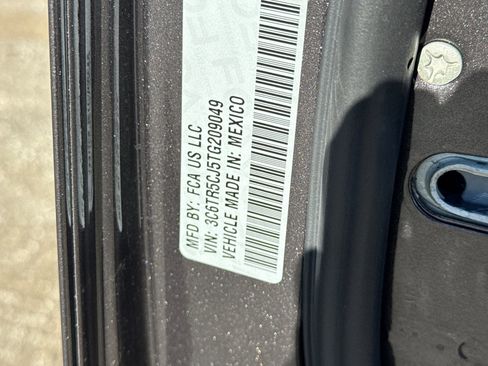 MFD BY: FCA US LLC
VIN: 3C6TR5CJ5TG209049
VEHICLE MADE IN: MEXICO